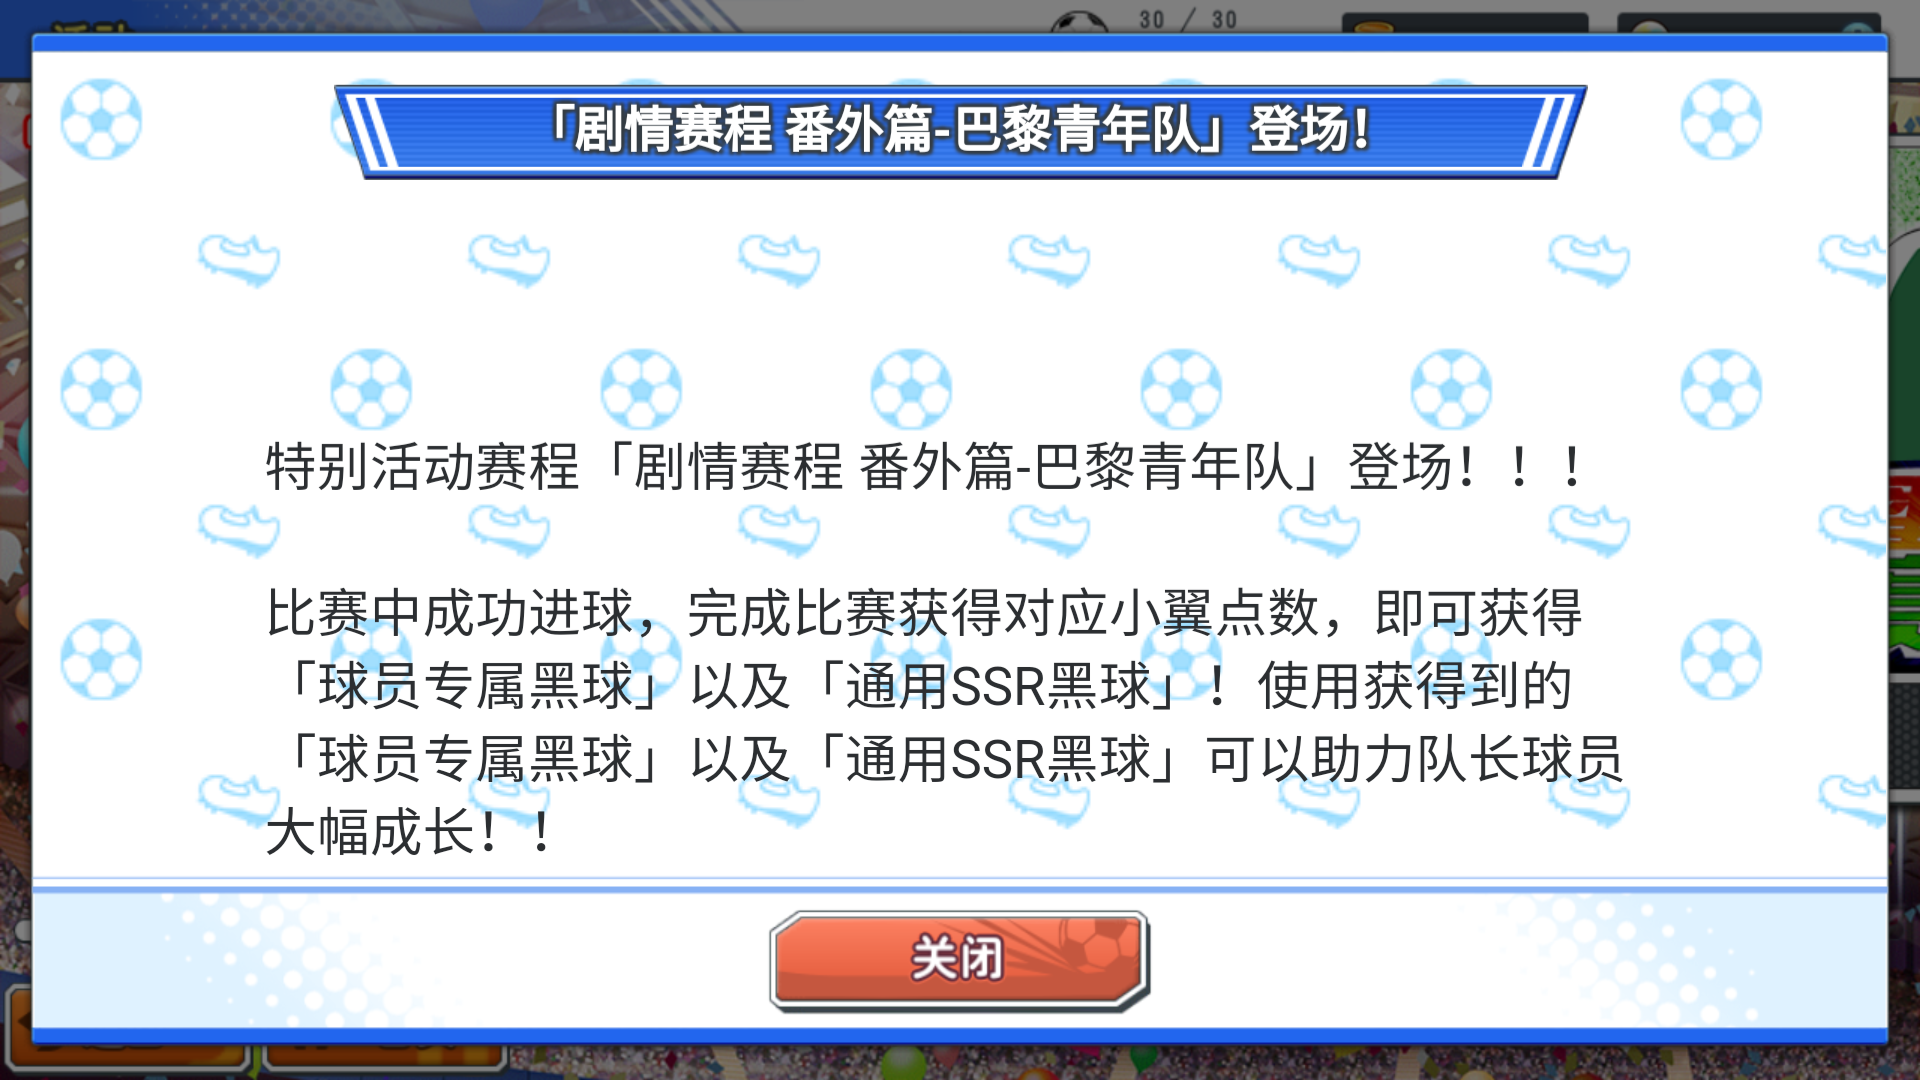 30 / 30
「剧情赛程 番外篇-巴黎青年队」登场！
特别活动赛程「剧情赛程 番外篇-巴黎青年队」登场！！！
比赛中成功进球，完成比赛获得对应小翼点数，即可获得
「球员专属黑球」以及「通用SSR黑球」！使用获得到的
「球员专属黑球」以及「通用SSR黑球」可以助力队长球员
大幅成长！！
关闭